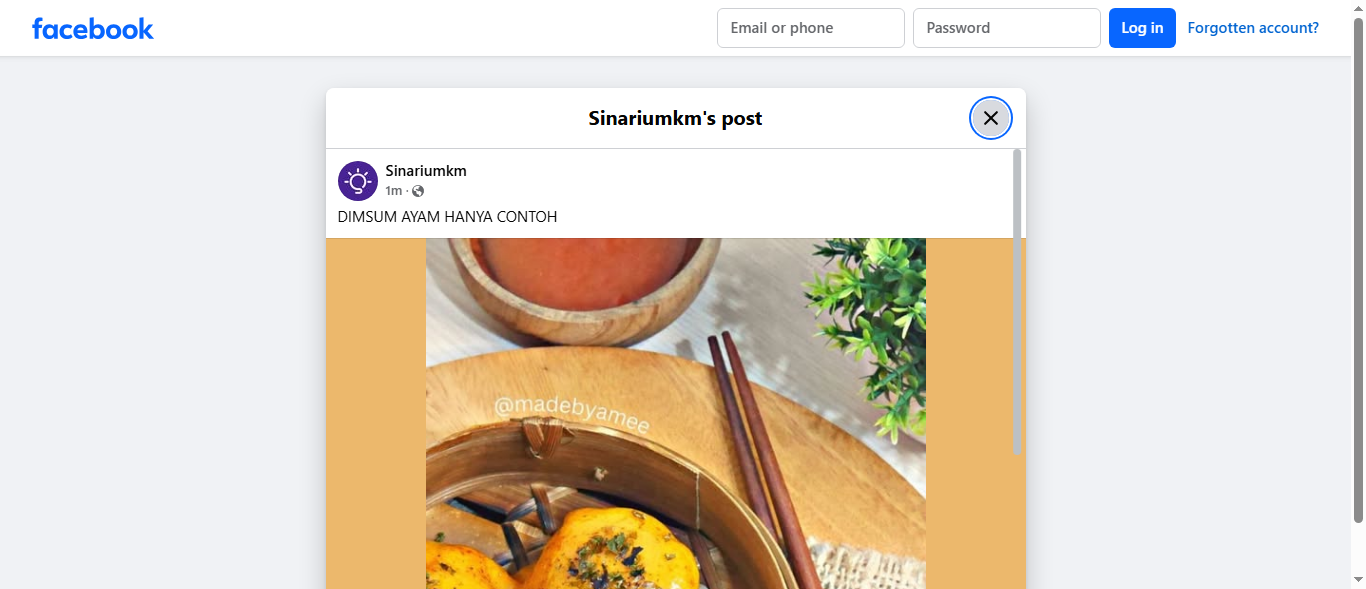 facebook
Email or phone
Password
Log in
Forgotten account?
Sinariumkm's post
Sinariumkm
1m ·
DIMSUM AYAM HANYA CONTOH
@madebyamee